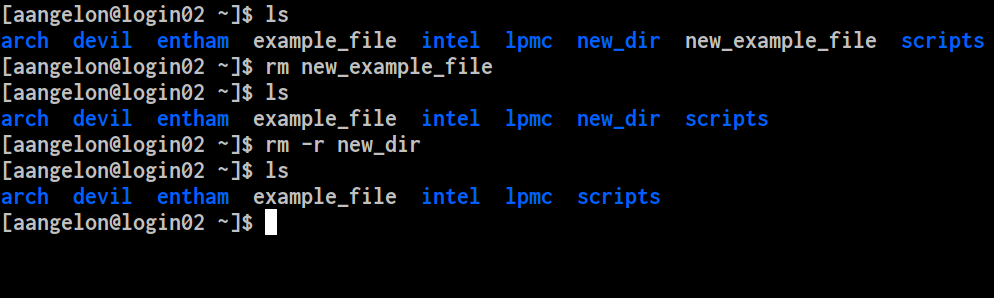 [aangelon@login02 ~]$ ls
arch  devil  entham  example_file  intel  lpmc  new_dir  new_example_file  scripts
[aangelon@login02 ~]$ rm new_example_file
[aangelon@login02 ~]$ ls
arch  devil  entham  example_file  intel  lpmc  new_dir  scripts
[aangelon@login02 ~]$ rm -r new_dir
[aangelon@login02 ~]$ ls
arch  devil  entham  example_file  intel  lpmc  scripts
[aangelon@login02 ~]$